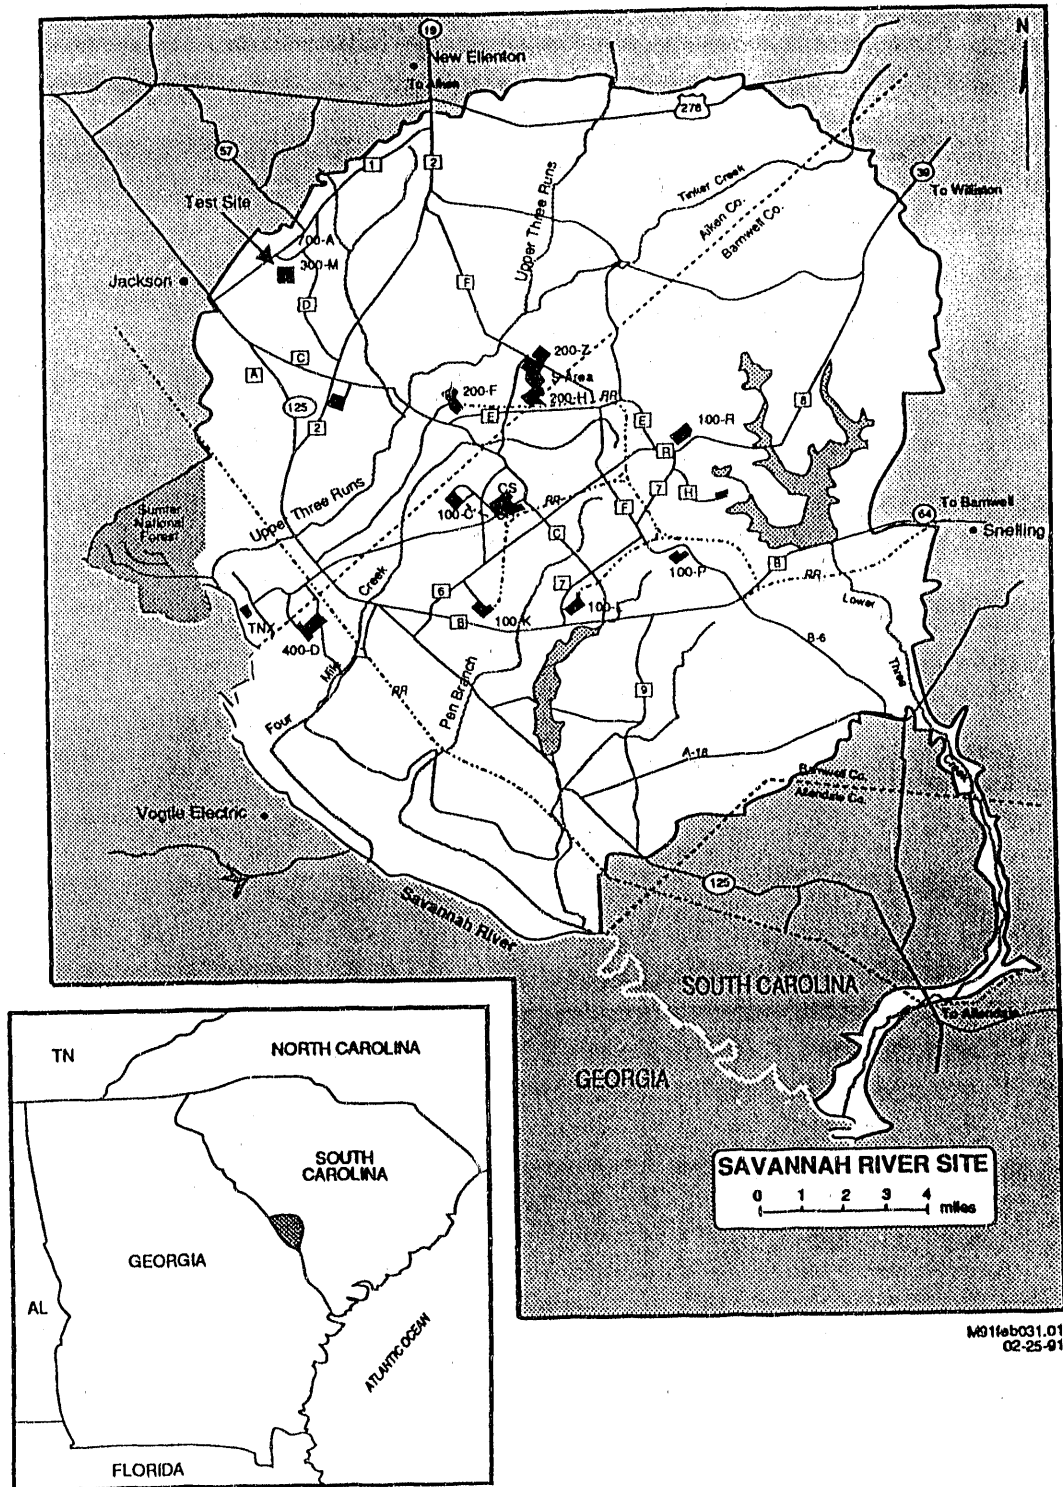 19
N
New Ellenton
To Aiken
278
57
1
2
Upper Three Runs
Tinker Creek
39
To Williston
Aiken Co.
Barnwell Co.
Test Site
700-A
300-M
Jackson
D
F
C
A
125
2
200-Z
S-Area
200-F
200-H
RR
E
E
8
100-R
R
Sumter
National
Forest
Upper Three Runs
CS
100-C
RR
7
H
F
C
64
To Barnwell
Snelling
Creek
6
7
100-P
B
RR
TNX
100-K
100-L
B
Lower
400-D
B-6
Mile
Three
RR
Pen Branch
9
Four
A-18
Creek
Barnwell Co.
Allendale Co.
Vogtle Electric
125
Savannah River
SOUTH CAROLINA
To Allendale
GEORGIA
SAVANNAH RIVER SITE
0 1 2 3 4 miles
M91feb031.01
02-25-91
TN
NORTH CAROLINA
SOUTH
CAROLINA
GEORGIA
AL
ATLANTIC OCEAN
FLORIDA